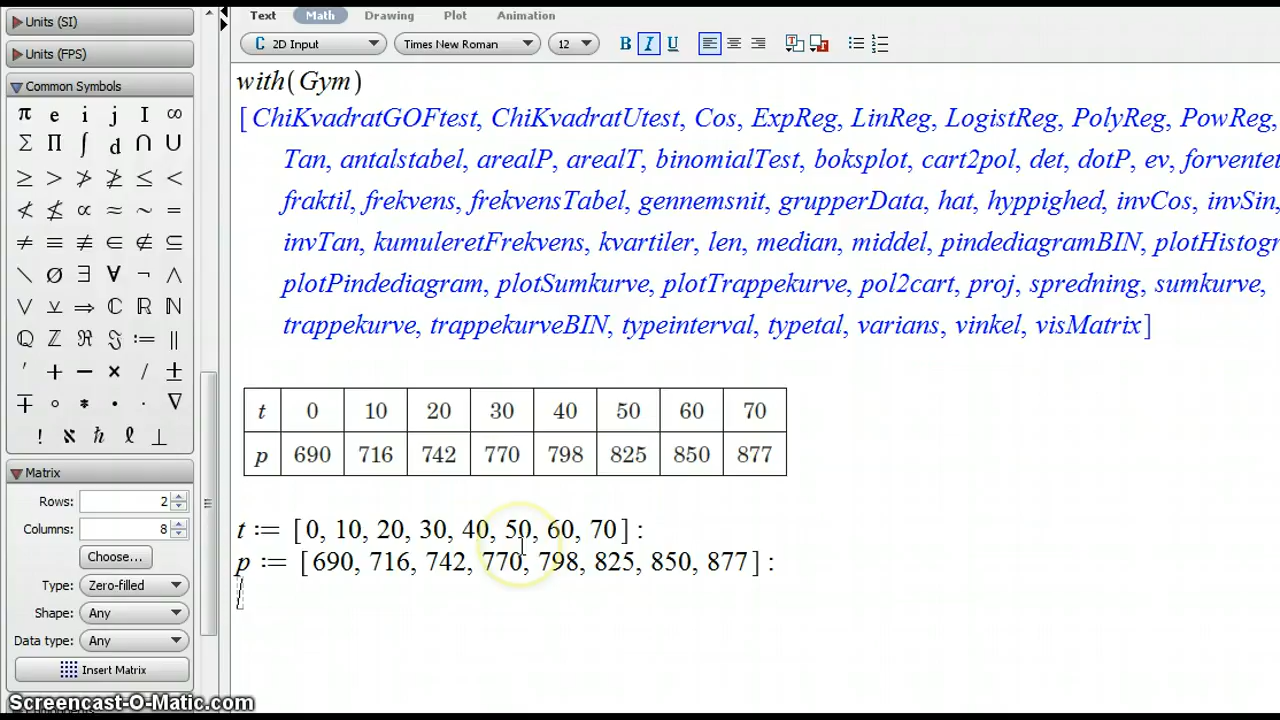 Units (SI)
Units (FPS)
Common Symbols
π e i j I ∞
Σ Π ∫ d ∩ U
≥ > ≯ ≱ ≤ <
≮ ≰ ∝ ≈ ~ =
≠ ≡ ≢ ∈ ∉ ⊆
\ ∅ ∃ ∀ ¬ ∧
∨ ⊻ ⇒ ℂ ℝ ℕ
ℚ ℤ ℜ ℑ := ||
′ + − × / ±
∓ ∘ * • · ∇
! ℵ ℏ ℓ ⊥
Matrix
Rows: 2
Columns: 8
Choose...
Type: Zero-filled
Shape: Any
Data type: Any
Insert Matrix
Text Math Drawing Plot Animation
C 2D Input Times New Roman 12 B I U
with(Gym)
[ChiKvadratGOFtest, ChiKvadratUtest, Cos, ExpReg, LinReg, LogistReg, PolyReg, PowReg,
Tan, antalstabel, arealP, arealT, binomialTest, boksplot, cart2pol, det, dotP, ev, forventet
fraktil, frekvens, frekvensTabel, gennemsnit, grupperData, hat, hyppighed, invCos, invSin,
invTan, kumuleretFrekvens, kvartiler, len, median, middel, pindediagramBIN, plotHistogr
plotPindediagram, plotSumkurve, plotTrappekurve, pol2cart, proj, spredning, sumkurve,
trappekurve, trappekurveBIN, typeinterval, typetal, varians, vinkel, visMatrix]
t 0 10 20 30 40 50 60 70
p 690 716 742 770 798 825 850 877
t := [0, 10, 20, 30, 40, 50, 60, 70] :
p := [690, 716, 742, 770, 798, 825, 850, 877] :
Screencast-O-Matic.com